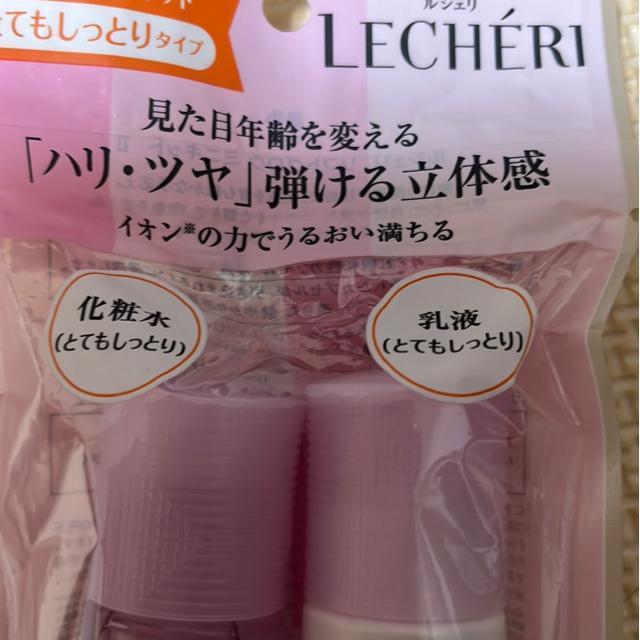 ット
とてもしっとりタイプ
ルシェリ
LECHÉRI
見た目年齢を変える
「ハリ・ツヤ」弾ける立体感
イオン※の力でうるおい満ちる
化粧水
(とてもしっとり)
乳液
(とてもしっとり)